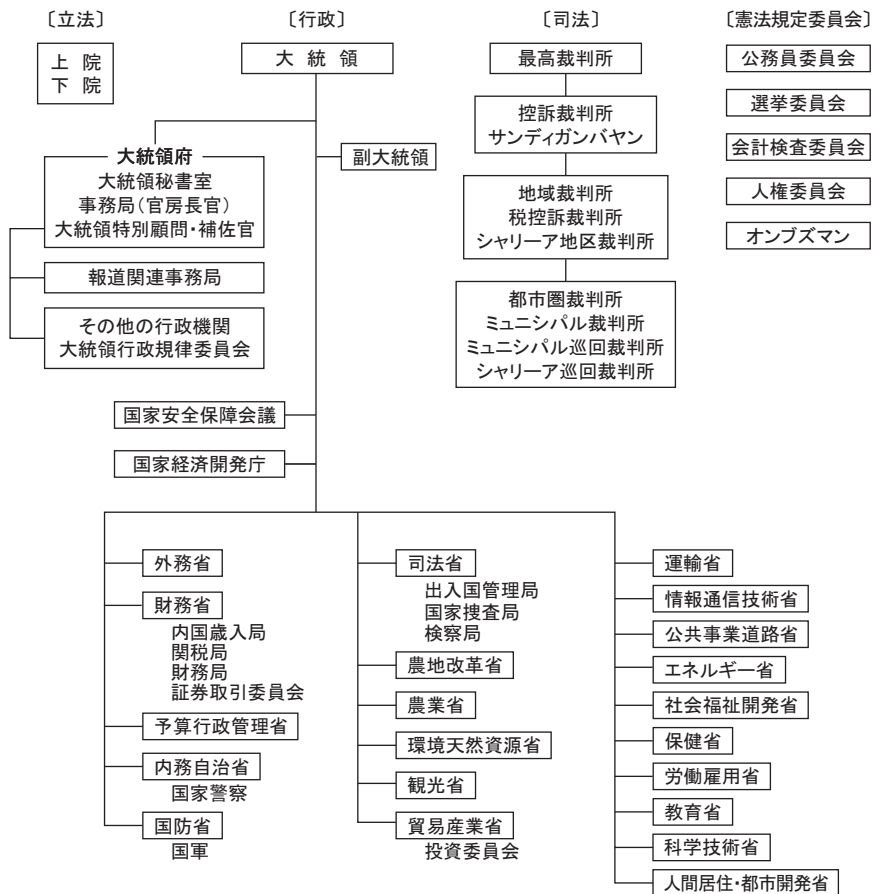 〔立法〕
上 院
下 院
〔行政〕
大 統 領
副大統領
大統領府
大統領秘書室
事務局（官房長官）
大統領特別顧問・補佐官
報道関連事務局
その他の行政機関
大統領行政規律委員会
国家安全保障会議
国家経済開発庁
外務省
財務省
内国歳入局
関税局
財務局
証券取引委員会
予算行政管理省
内務自治省
国家警察
国防省
国軍
司法省
出入国管理局
国家捜査局
検察局
農地改革省
農業省
環境天然資源省
観光省
貿易産業省
投資委員会
運輸省
情報通信技術省
公共事業道路省
エネルギー省
社会福祉開発省
保健省
労働雇用省
教育省
科学技術省
人間居住・都市開発省
〔司法〕
最高裁判所
控訴裁判所
サンディガンバヤン
地域裁判所
税控訴裁判所
シャリーア地区裁判所
都市圏裁判所
ミュニシパル裁判所
ミュニシパル巡回裁判所
シャリーア巡回裁判所
〔憲法規定委員会〕
公務員委員会
選挙委員会
会計検査委員会
人権委員会
オンブズマン